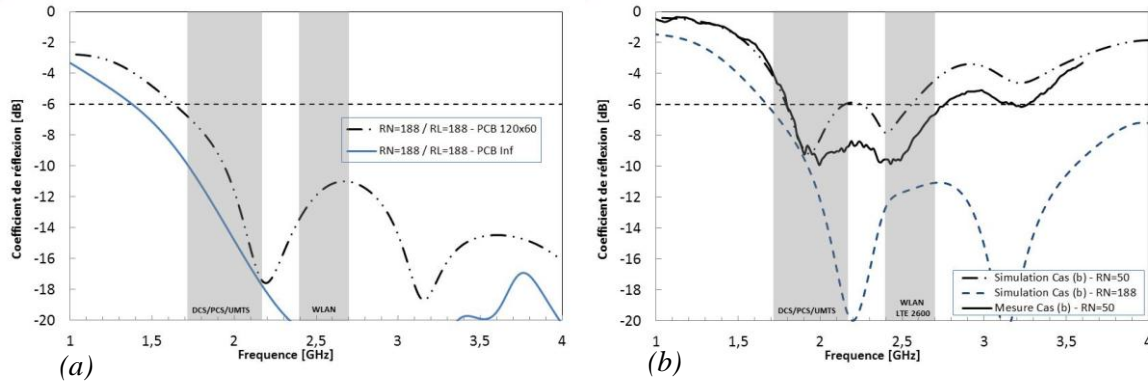 Coefficient de réflexion [dB]
0
-2
-4
-6
-8
-10
-12
-14
-16
-18
-20
RN=188 / RL=188 - PCB 120x60
RN=188 / RL=188 - PCB Inf
DCS/PCS/UMTS
WLAN
1
1,5
2
2,5
3
3,5
4
Frequence [GHz]
(a)
Coefficient de réflexion [dB]
0
-2
-4
-6
-8
-10
-12
-14
-16
-18
-20
Simulation Cas (b) - RN=50
Simulation Cas (b) - RN=188
Mesure Cas (b) - RN=50
DCS/PCS/UMTS
WLAN
LTE 2600
1
1,5
2
2,5
3
3,5
4
Frequence [GHz]
(b)